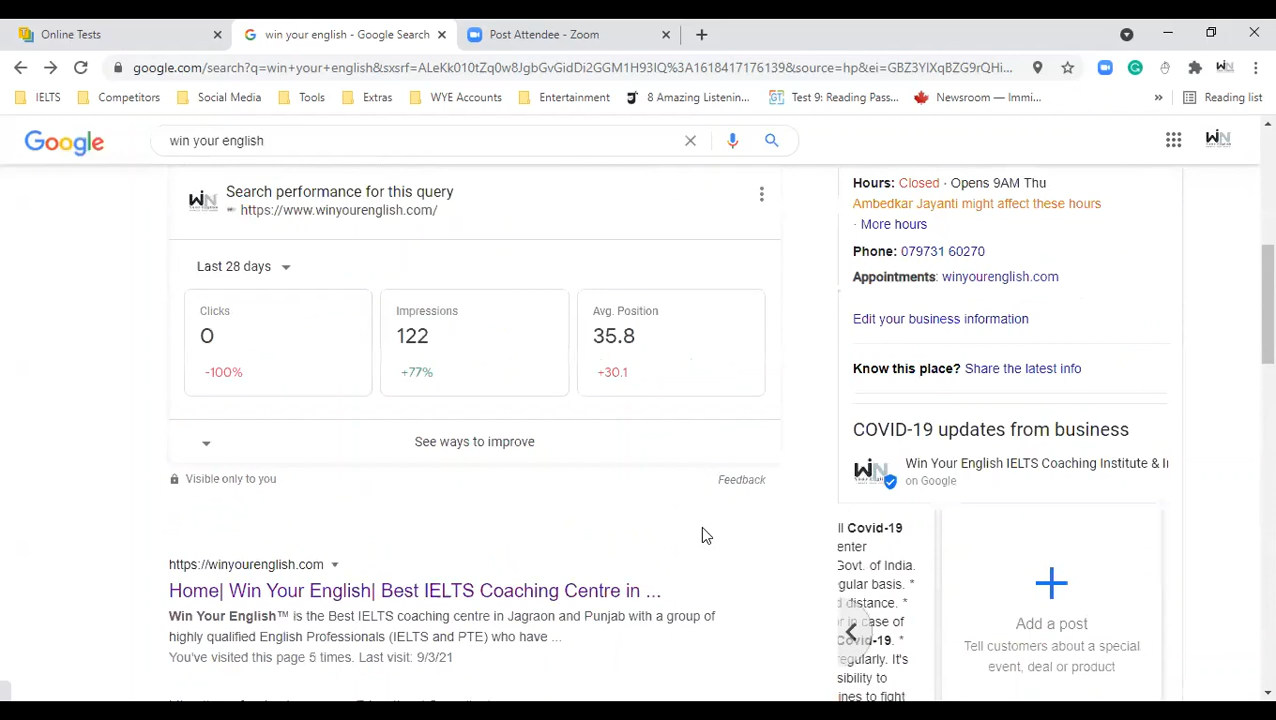 Online Tests
win your english - Google Search
Post Attendee - Zoom
google.com/search?q=win+your+english&sxsrf=ALeKk010tZq0w8JgbGvGidDi2GGM1H93IQ%3A1618417176139&source=hp&ei=GBZ3YIXqBZG9rQHi...
IELTS
Competitors
Social Media
Tools
Extras
WYE Accounts
Entertainment
8 Amazing Listenin...
Test 9: Reading Pass...
Newsroom — Immi...
»
Reading list
Google
win your english
WIN
Search performance for this query
https://www.winyourenglish.com/
Last 28 days
Clicks
0
-100%
Impressions
122
+77%
Avg. Position
35.8
+30.1
See ways to improve
Visible only to you
Feedback
https://winyourenglish.com
Home| Win Your English| Best IELTS Coaching Centre in ...
Win Your English™ is the Best IELTS coaching centre in Jagraon and Punjab with a group of
highly qualified English Professionals (IELTS and PTE) who have ...
You've visited this page 5 times. Last visit: 9/3/21
Hours: Closed · Opens 9AM Thu
Ambedkar Jayanti might affect these hours
· More hours
Phone: 079731 60270
Appointments: winyourenglish.com
Edit your business information
Know this place? Share the latest info
COVID-19 updates from business
Win Your English IELTS Coaching Institute & I
on Google
ll Covid-19
enter
Govt. of India.
gular basis. *
d distance. *
or in case of
Covid-19. *
regularly. It's
sibility to
nes to fight
Add a post
Tell customers about a special
event, deal or product